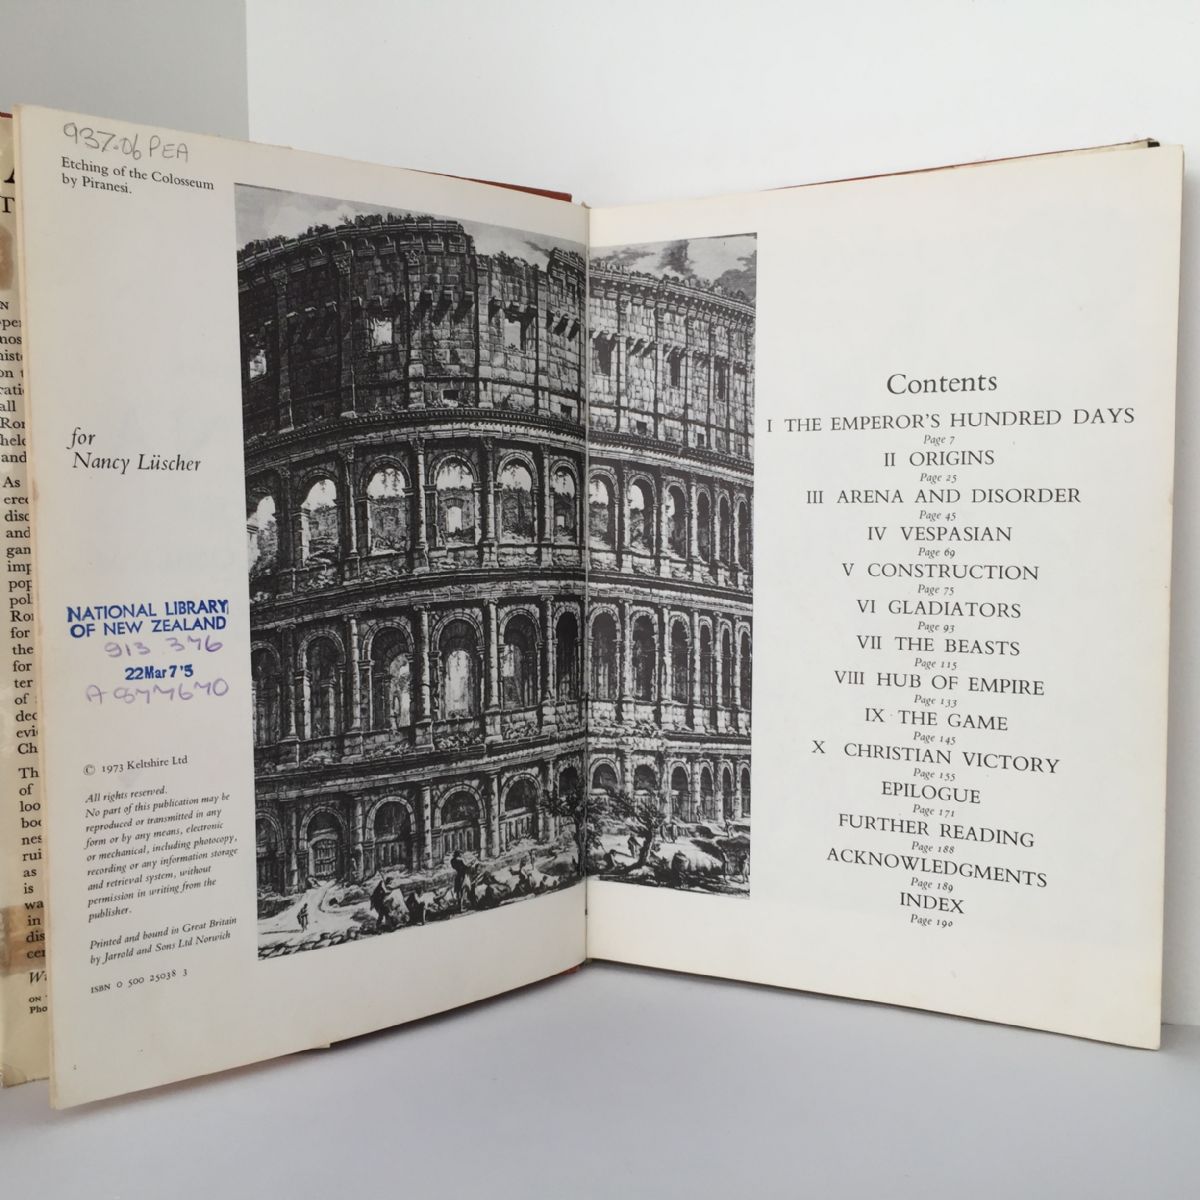 937.06 PEA
Etching of the Colosseum
by Piranesi.
for
Nancy Lüscher
NATIONAL LIBRARY
OF NEW ZEALAND
913.376
22 Mar 7'5
A 577670
© 1973 Keltshire Ltd
All rights reserved.
No part of this publication may be
reproduced or transmitted in any
form or by any means, electronic
or mechanical, including photocopy,
recording or any information storage
and retrieval system, without
permission in writing from the
publisher.
Printed and bound in Great Britain
by Jarrold and Sons Ltd Norwich
ISBN 0 500 25038 3
Contents
I THE EMPEROR'S HUNDRED DAYS
Page 7
II ORIGINS
Page 25
III ARENA AND DISORDER
Page 45
IV VESPASIAN
Page 69
V CONSTRUCTION
Page 75
VI GLADIATORS
Page 93
VII THE BEASTS
Page 115
VIII HUB OF EMPIRE
Page 133
IX THE GAME
Page 145
X CHRISTIAN VICTORY
Page 155
EPILOGUE
Page 171
FURTHER READING
Page 188
ACKNOWLEDGMENTS
Page 189
INDEX
Page 190